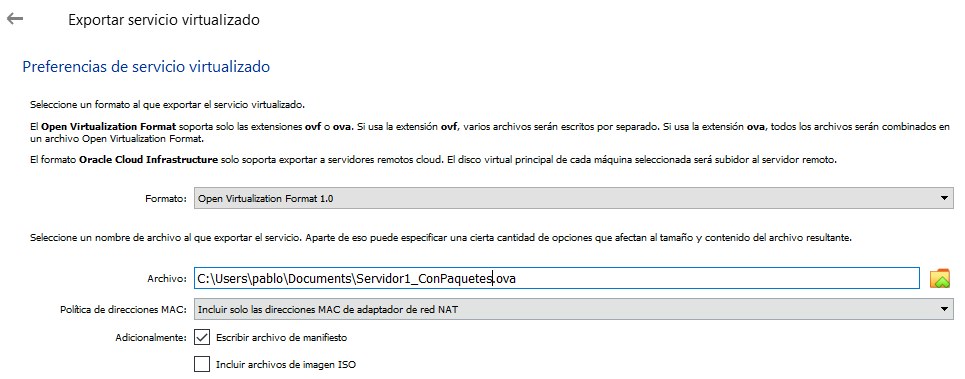 Exportar servicio virtualizado
Preferencias de servicio virtualizado
Seleccione un formato al que exportar el servicio virtualizado.
El Open Virtualization Format soporta solo las extensiones ovf o ova. Si usa la extensión ovf, varios archivos serán escritos por separado. Si usa la extensión ova, todos los archivos serán combinados en
un archivo Open Virtualization Format.
El formato Oracle Cloud Infrastructure solo soporta exportar a servidores remotos cloud. El disco virtual principal de cada máquina seleccionada será subidor al servidor remoto.
Formato: Open Virtualization Format 1.0
Seleccione un nombre de archivo al que exportar el servicio. Aparte de eso puede especificar una cierta cantidad de opciones que afectan al tamaño y contenido del archivo resultante.
Archivo: C:\Users\pablo\Documents\Servidor1_ConPaquetes.ova
Política de direcciones MAC: Incluir solo las direcciones MAC de adaptador de red NAT
Adicionalmente: Escribir archivo de manifiesto
Incluir archivos de imagen ISO